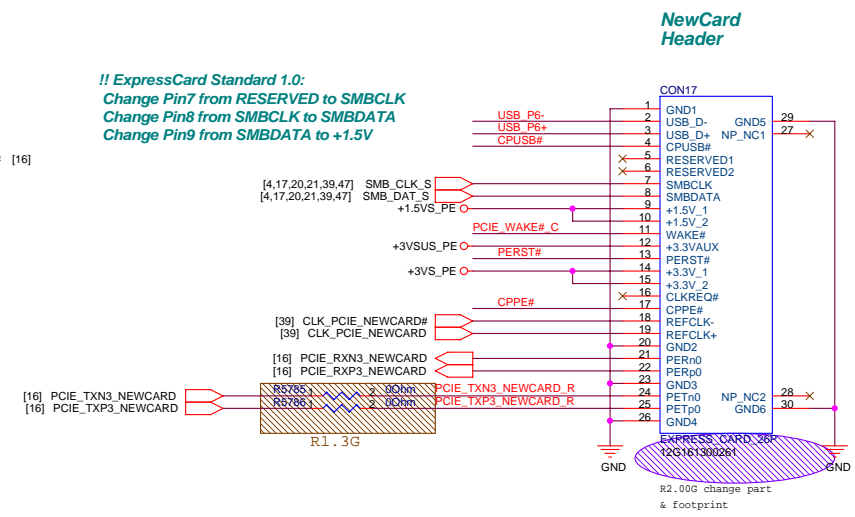 NewCard
Header
!! ExpressCard Standard 1.0:
Change Pin7 from RESERVED to SMBCLK
Change Pin8 from SMBCLK to SMBDATA
Change Pin9 from SMBDATA to +1.5V
[16]
CON17
1 GND1
USB_P6- 2 USB_D- GND5 29
USB_P6+ 3 USB_D+ NP_NC1 27
CPUSB# 4 CPUSB#
5 RESERVED1
6 RESERVED2
[4,17,20,21,39,47] SMB_CLK_S 7 SMBCLK
[4,17,20,21,39,47] SMB_DAT_S 8 SMBDATA
+1.5VS_PE 9 +1.5V_1
10 +1.5V_2
PCIE_WAKE#_C 11 WAKE#
+3VSUS_PE 12 +3.3VAUX
PERST# 13 PERST#
+3VS_PE 14 +3.3V_1
15 +3.3V_2
16 CLKREQ#
CPPE# 17 CPPE#
[39] CLK_PCIE_NEWCARD# 18 REFCLK-
[39] CLK_PCIE_NEWCARD 19 REFCLK+
20 GND2
[16] PCIE_RXN3_NEWCARD 21 PERn0
[16] PCIE_RXP3_NEWCARD 22 PERp0
23 GND3
[16] PCIE_TXN3_NEWCARD R5785 1 2 0Ohm PCIE_TXN3_NEWCARD_R 24 PETn0 NP_NC2 28
[16] PCIE_TXP3_NEWCARD R5786 1 2 0Ohm PCIE_TXP3_NEWCARD_R 25 PETp0 GND6 30
26 GND4
R1.3G
EXPRESS_CARD_26P
12G161300261
GND
GND
R2.00G change part
& footprint